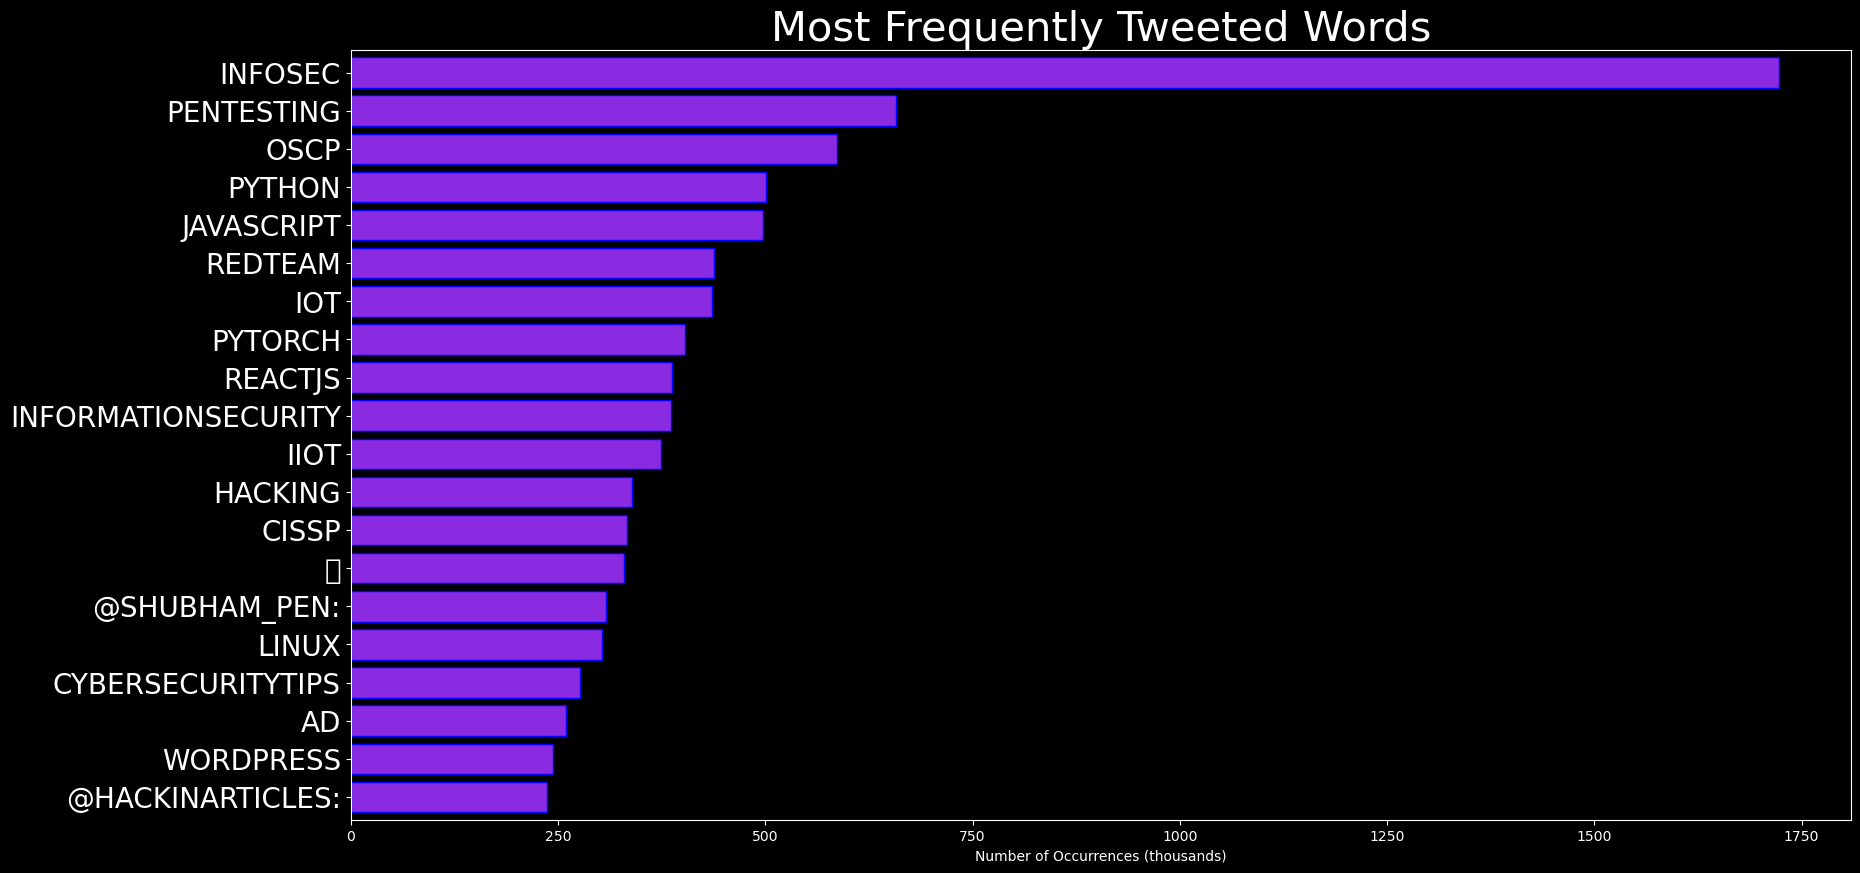 Most Frequently Tweeted Words
INFOSEC
PENTESTING
OSCP
PYTHON
JAVASCRIPT
REDTEAM
IOT
PYTORCH
REACTJS
INFORMATIONSECURITY
IIOT
HACKING
CISSP
@SHUBHAM_PEN:
LINUX
CYBERSECURITYTIPS
AD
WORDPRESS
@HACKINARTICLES:
0 250 500 750 1000 1250 1500 1750
Number of Occurrences (thousands)